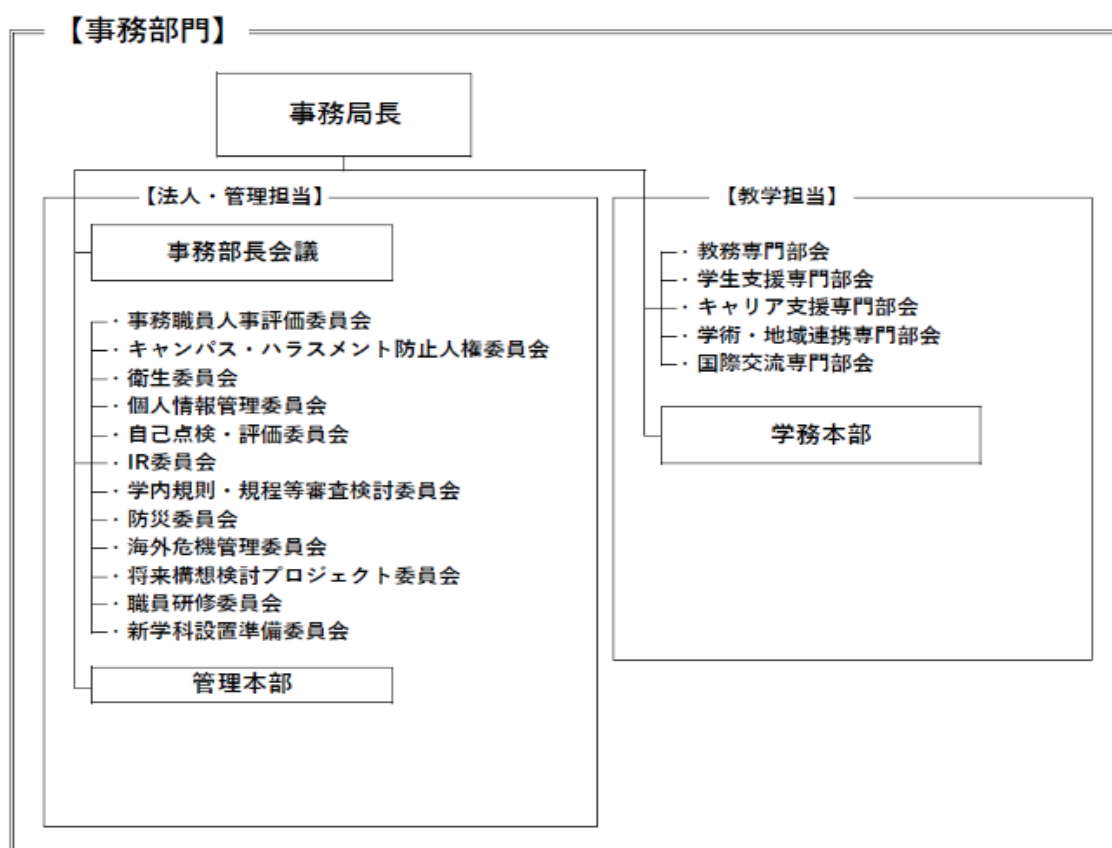 【事務部門】
事務局長
【法人・管理担当】
事務部長会議
・事務職員人事評価委員会
・キャンパス・ハラスメント防止人権委員会
・衛生委員会
・個人情報管理委員会
・自己点検・評価委員会
・IR委員会
・学内規則・規程等審査検討委員会
・防災委員会
・海外危機管理委員会
・将来構想検討プロジェクト委員会
・職員研修委員会
・新学科設置準備委員会
管理本部
【教学担当】
・教務専門部会
・学生支援専門部会
・キャリア支援専門部会
・学術・地域連携専門部会
・国際交流専門部会
学務本部